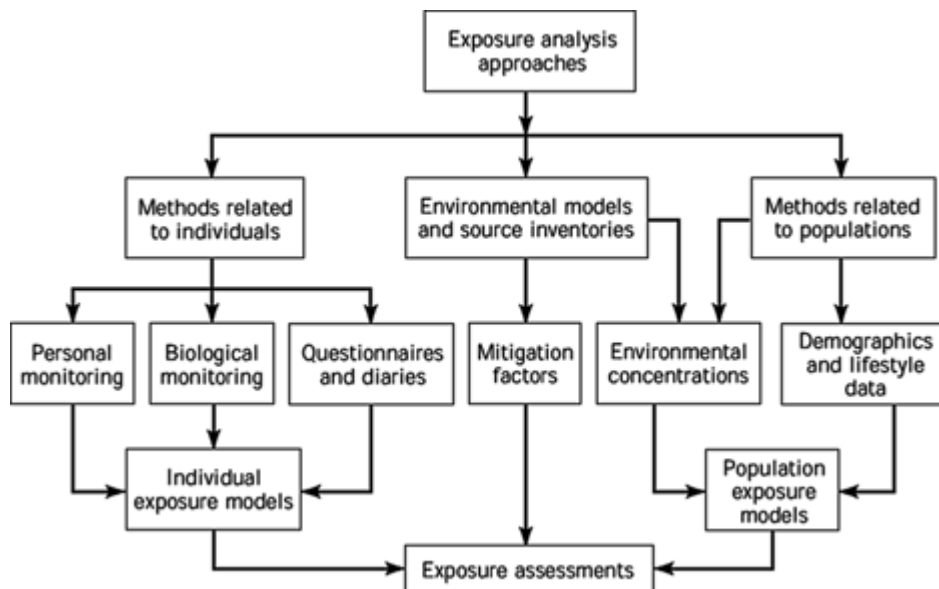 Exposure analysis
approaches
Methods related
to individuals
Environmental models
and source inventories
Methods related
to populations
Personal
monitoring
Biological
monitoring
Questionnaires
and diaries
Mitigation
factors
Environmental
concentrations
Demographics
and lifestyle
data
Individual
exposure models
Population
exposure
models
Exposure assessments